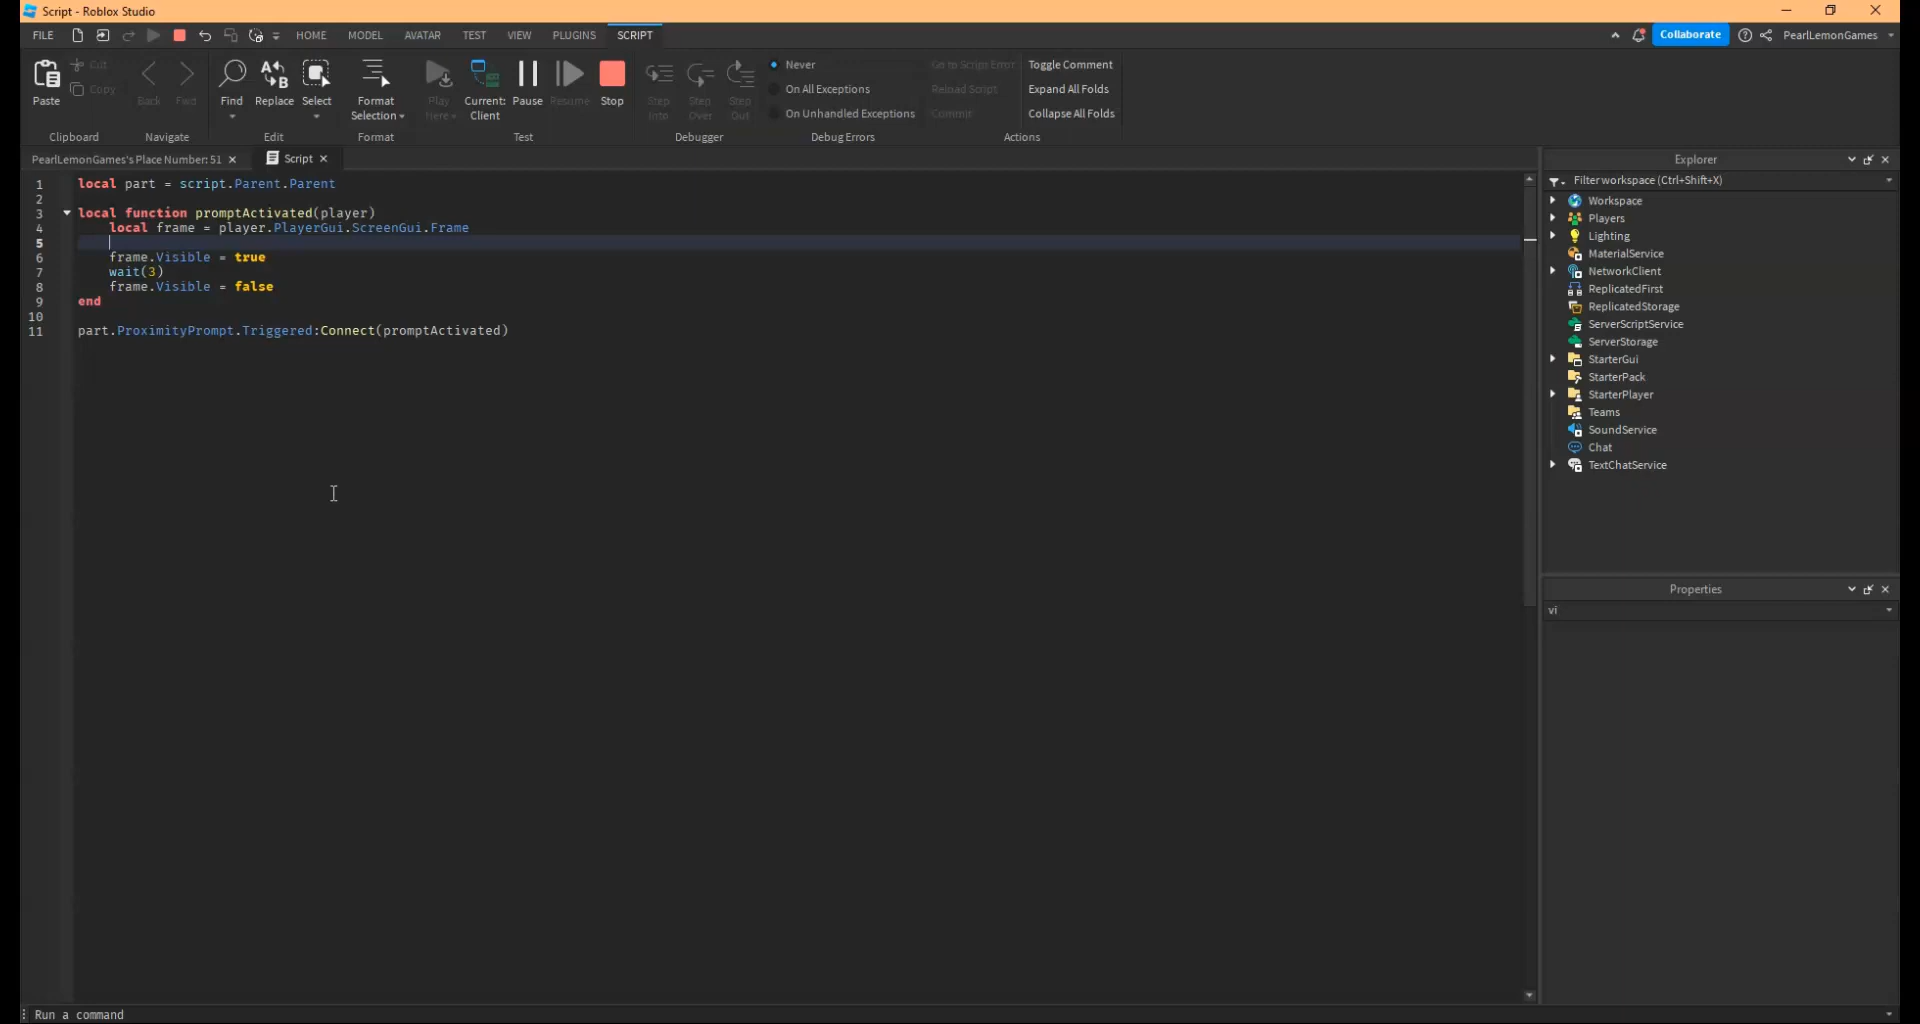 Script - Roblox Studio
FILE HOME MODEL AVATAR TEST VIEW PLUGINS SCRIPT Collaborate PearlLemonGames
Cut
Copy
Paste Back Fwd Find Replace Select Format Selection Play Here Current: Client Pause Resume Stop Step Into Step Over Step Out
Never Go to Script Error Toggle Comment
On All Exceptions Reload Script Expand All Folds
On Unhandled Exceptions Commit Collapse All Folds
Clipboard Navigate Edit Format Test Debugger Debug Errors Actions
PearlLemonGames's Place Number: 51 Script
1 local part = script.Parent.Parent
2
3 local function promptActivated(player)
4 local frame = player.PlayerGui.ScreenGui.Frame
5
6 frame.Visible = true
7 wait(3)
8 frame.Visible = false
9 end
10
11 part.ProximityPrompt.Triggered:Connect(promptActivated)
Explorer
Filter workspace (Ctrl+Shift+X)
Workspace
Players
Lighting
MaterialService
NetworkClient
ReplicatedFirst
ReplicatedStorage
ServerScriptService
ServerStorage
StarterGui
StarterPack
StarterPlayer
Teams
SoundService
Chat
TextChatService
Properties
vi
Run a command